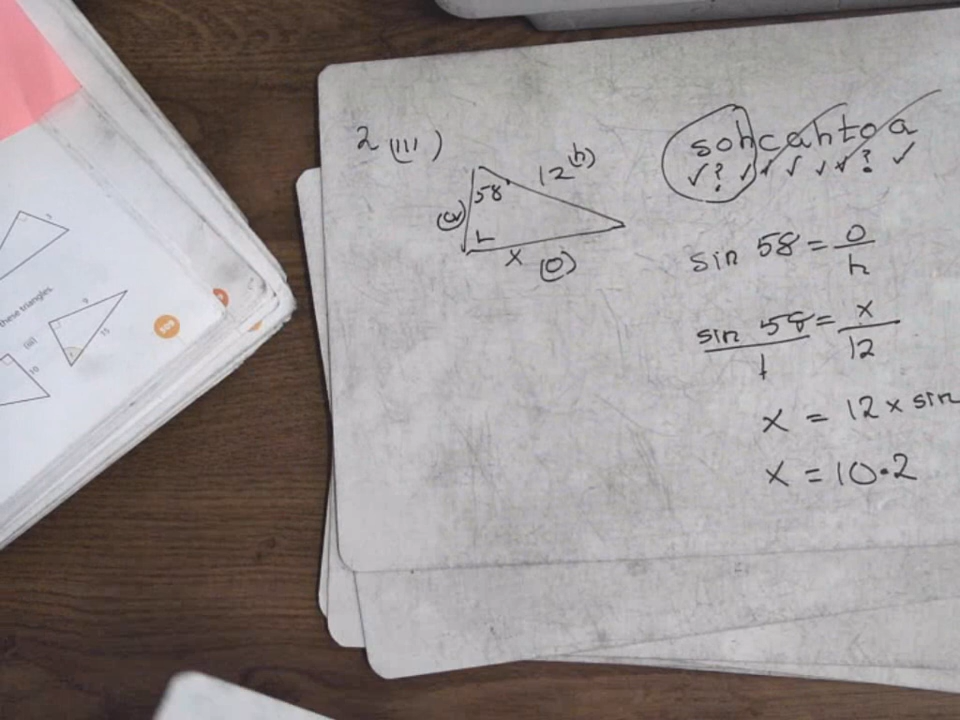 2 (iii)
58°
12 (h)
(a)
x (o)
sohcahtoa
✓ ? ✓ ✓ ✓ ✓ ✓ ? ✓
sin 58 = o/h
sin 58/1 = x/12
x = 12 x sin
x = 10.2
these triangles.
(iii)
9
15
10